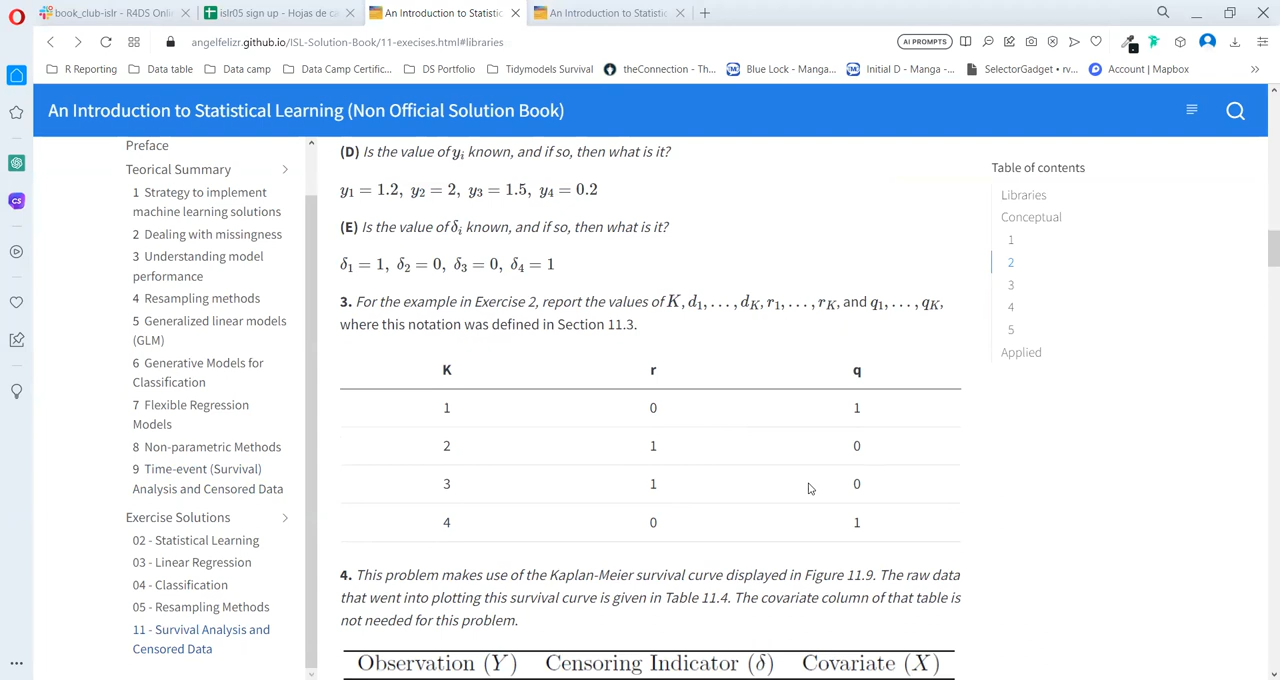 book_club-islr - R4DS Onli
islr05 sign up - Hojas de cá
An Introduction to Statistic
An Introduction to Statistic
angelfelizr.github.io/ISL-Solution-Book/11-execises.html#libraries
AI PROMPTS
R Reporting
Data table
Data camp
Data Camp Certific...
DS Portfolio
Tidymodels Survival
theConnection - Th...
Blue Lock - Manga...
Initial D - Manga -...
SelectorGadget • rv...
Account | Mapbox
An Introduction to Statistical Learning (Non Official Solution Book)
Preface
Teorical Summary
1 Strategy to implement
machine learning solutions
2 Dealing with missingness
3 Understanding model
performance
4 Resampling methods
5 Generalized linear models
(GLM)
6 Generative Models for
Classification
7 Flexible Regression
Models
8 Non-parametric Methods
9 Time-event (Survival)
Analysis and Censored Data
Exercise Solutions
02 - Statistical Learning
03 - Linear Regression
04 - Classification
05 - Resampling Methods
11 - Survival Analysis and
Censored Data
(D) Is the value of yᵢ known, and if so, then what is it?
y₁ = 1.2, y₂ = 2, y₃ = 1.5, y₄ = 0.2
(E) Is the value of δᵢ known, and if so, then what is it?
δ₁ = 1, δ₂ = 0, δ₃ = 0, δ₄ = 1
3. For the example in Exercise 2, report the values of K, d₁, . . . , d_K, r₁, . . . , r_K, and q₁, . . . , q_K,
where this notation was defined in Section 11.3.
K r q
1 0 1
2 1 0
3 1 0
4 0 1
4. This problem makes use of the Kaplan-Meier survival curve displayed in Figure 11.9. The raw data
that went into plotting this survival curve is given in Table 11.4. The covariate column of that table is
not needed for this problem.
Observation (Y) Censoring Indicator (δ) Covariate (X)
Table of contents
Libraries
Conceptual
1
2
3
4
5
Applied